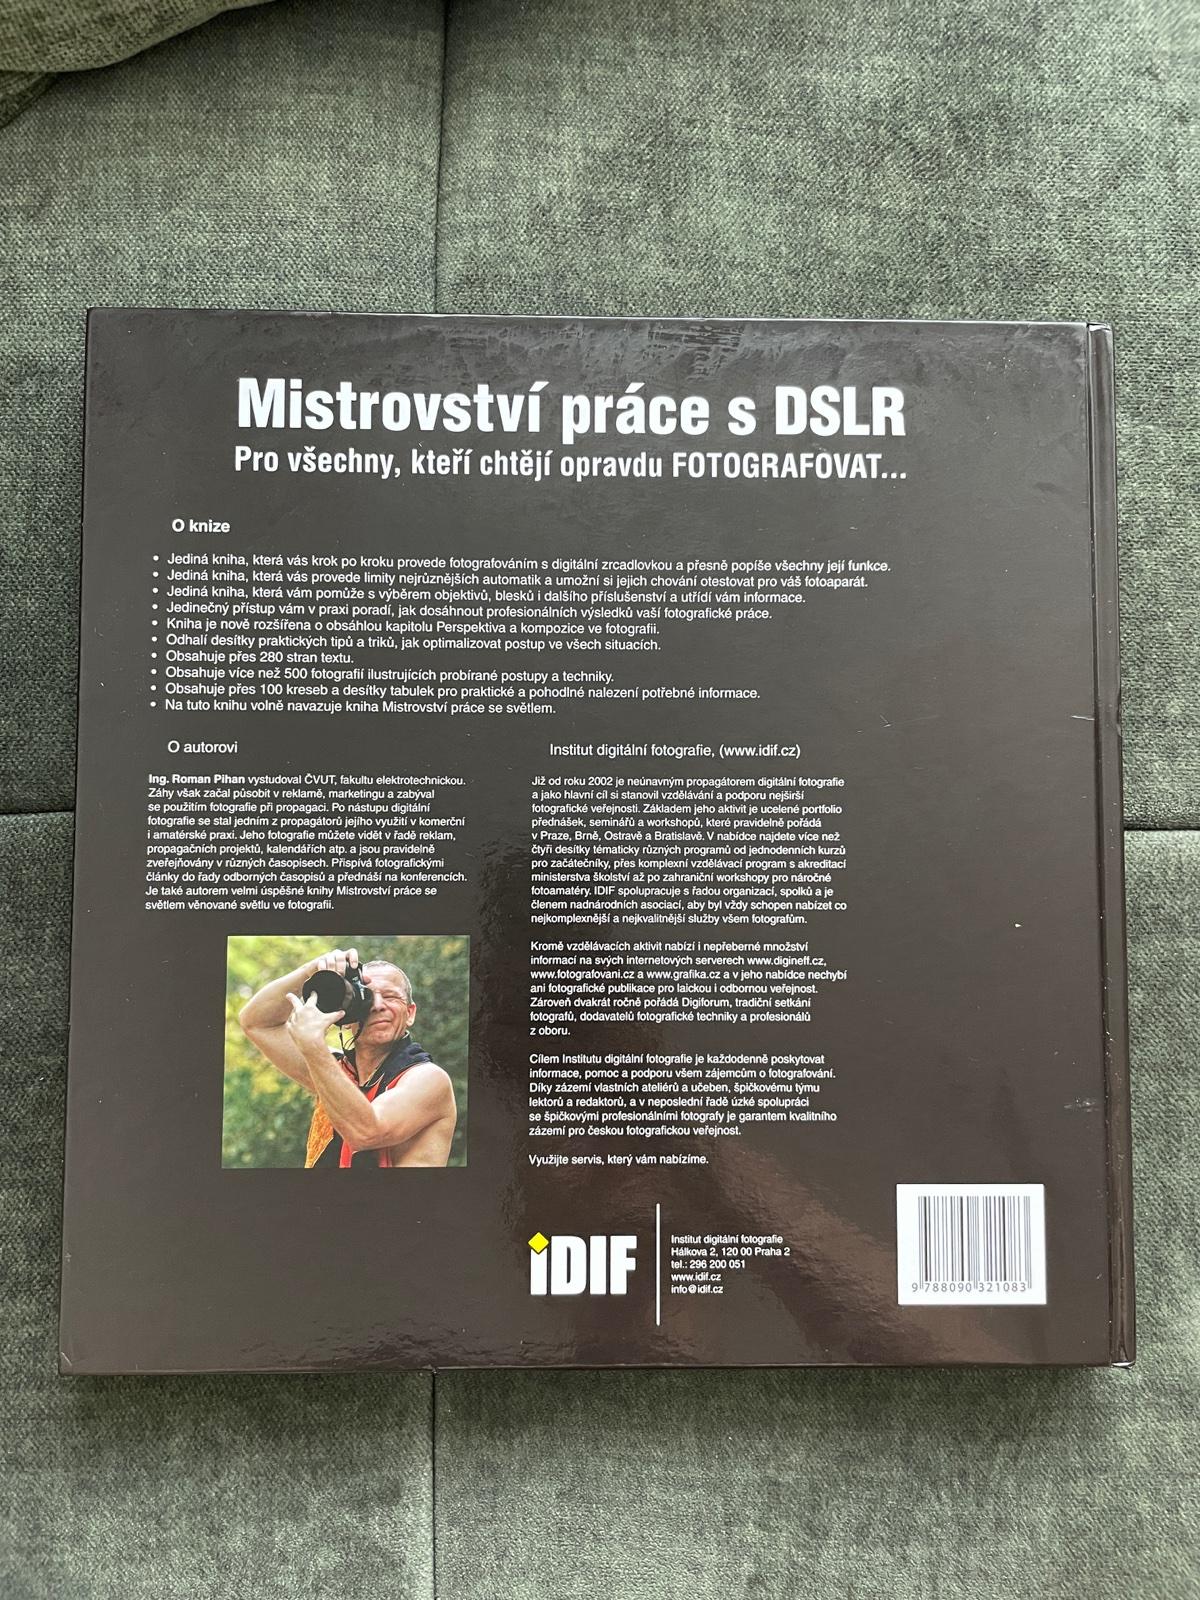 Mistrovství práce s DSLR
Pro všechny, kteří chtějí opravdu FOTOGRAFOVAT...
O knize
• Jediná kniha, která vás krok po kroku provede fotografováním s digitální zrcadlovkou a přesně popíše všechny její funkce.
• Jediná kniha, která vás provede limity nejrůznějších automatik a umožní si jejich chování otestovat pro váš fotoaparát.
• Jediná kniha, která vám pomůže s výběrem objektivů, blesků i dalšího příslušenství a utřídí vám informace.
• Jedinečný přístup vám v praxi poradí, jak dosáhnout profesionálních výsledků vaší fotografické práce.
• Kniha je nově rozšířena o obsáhlou kapitolu Perspektiva a kompozice ve fotografii.
• Odhalí desítky praktických tipů a triků, jak optimalizovat postup ve všech situacích.
• Obsahuje přes 280 stran textu.
• Obsahuje více než 500 fotografií ilustrujících probírané postupy a techniky.
• Obsahuje přes 100 kreseb a desítky tabulek pro praktické a pohodlné nalezení potřebné informace.
• Na tuto knihu volně navazuje kniha Mistrovství práce se světlem.
O autorovi
Ing. Roman Pihan vystudoval ČVUT, fakultu elektrotechnickou.
Záhy však začal působit v reklamě, marketingu a zabýval
se použitím fotografie při propagaci. Po nástupu digitální
fotografie se stal jedním z propagátorů jejího využití v komerční
i amatérské praxi. Jeho fotografie můžete vidět v řadě reklam,
propagačních projektů, kalendářích atp. a jsou pravidelně
zveřejňovány v různých časopisech. Přispívá fotografickými
články do řady odborných časopisů a přednáší na konferencích.
Je také autorem velmi úspěšné knihy Mistrovství práce se
světlem věnované světlu ve fotografii.
Institut digitální fotografie, (www.idif.cz)
Již od roku 2002 je neúnavným propagátorem digitální fotografie
a jako hlavní cíl si stanovil vzdělávání a podporu nejširší
fotografické veřejnosti. Základem jeho aktivit je ucelené portfolio
přednášek, seminářů a workshopů, které pravidelně pořádá
v Praze, Brně, Ostravě a Bratislavě. V nabídce najdete více než
čtyři desítky tématicky různých programů od jednodenních kurzů
pro začátečníky, přes komplexní vzdělávací program s akreditací
ministerstva školství až po zahraniční workshopy pro náročné
fotoamatéry. IDIF spolupracuje s řadou organizací, spolků a je
členem nadnárodních asociací, aby byl vždy schopen nabízet co
nejkomplexnější a nejkvalitnější služby všem fotografům.
Kromě vzdělávacích aktivit nabízí i nepřeberné množství
informací na svých internetových serverech www.digineff.cz,
www.fotografovani.cz a www.grafika.cz a v jeho nabídce nechybí
ani fotografické publikace pro laickou i odbornou veřejnost.
Zároveň dvakrát ročně pořádá Digiforum, tradiční setkání
fotografů, dodavatelů fotografické techniky a profesionálů
z oboru.
Cílem Institutu digitální fotografie je každodenně poskytovat
informace, pomoc a podporu všem zájemcům o fotografování.
Díky zázemí vlastních ateliérů a učeben, špičkovému týmu
lektorů a redaktorů, a v neposlední řadě úzké spolupráci
se špičkovými profesionálními fotografy je garantem kvalitního
zázemí pro českou fotografickou veřejnost.
Využijte servis, který vám nabízíme.
iDIF
Institut digitální fotografie
Hálkova 2, 120 00 Praha 2
tel.: 296 200 051
www.idif.cz
info@idif.cz
9 788090 321083